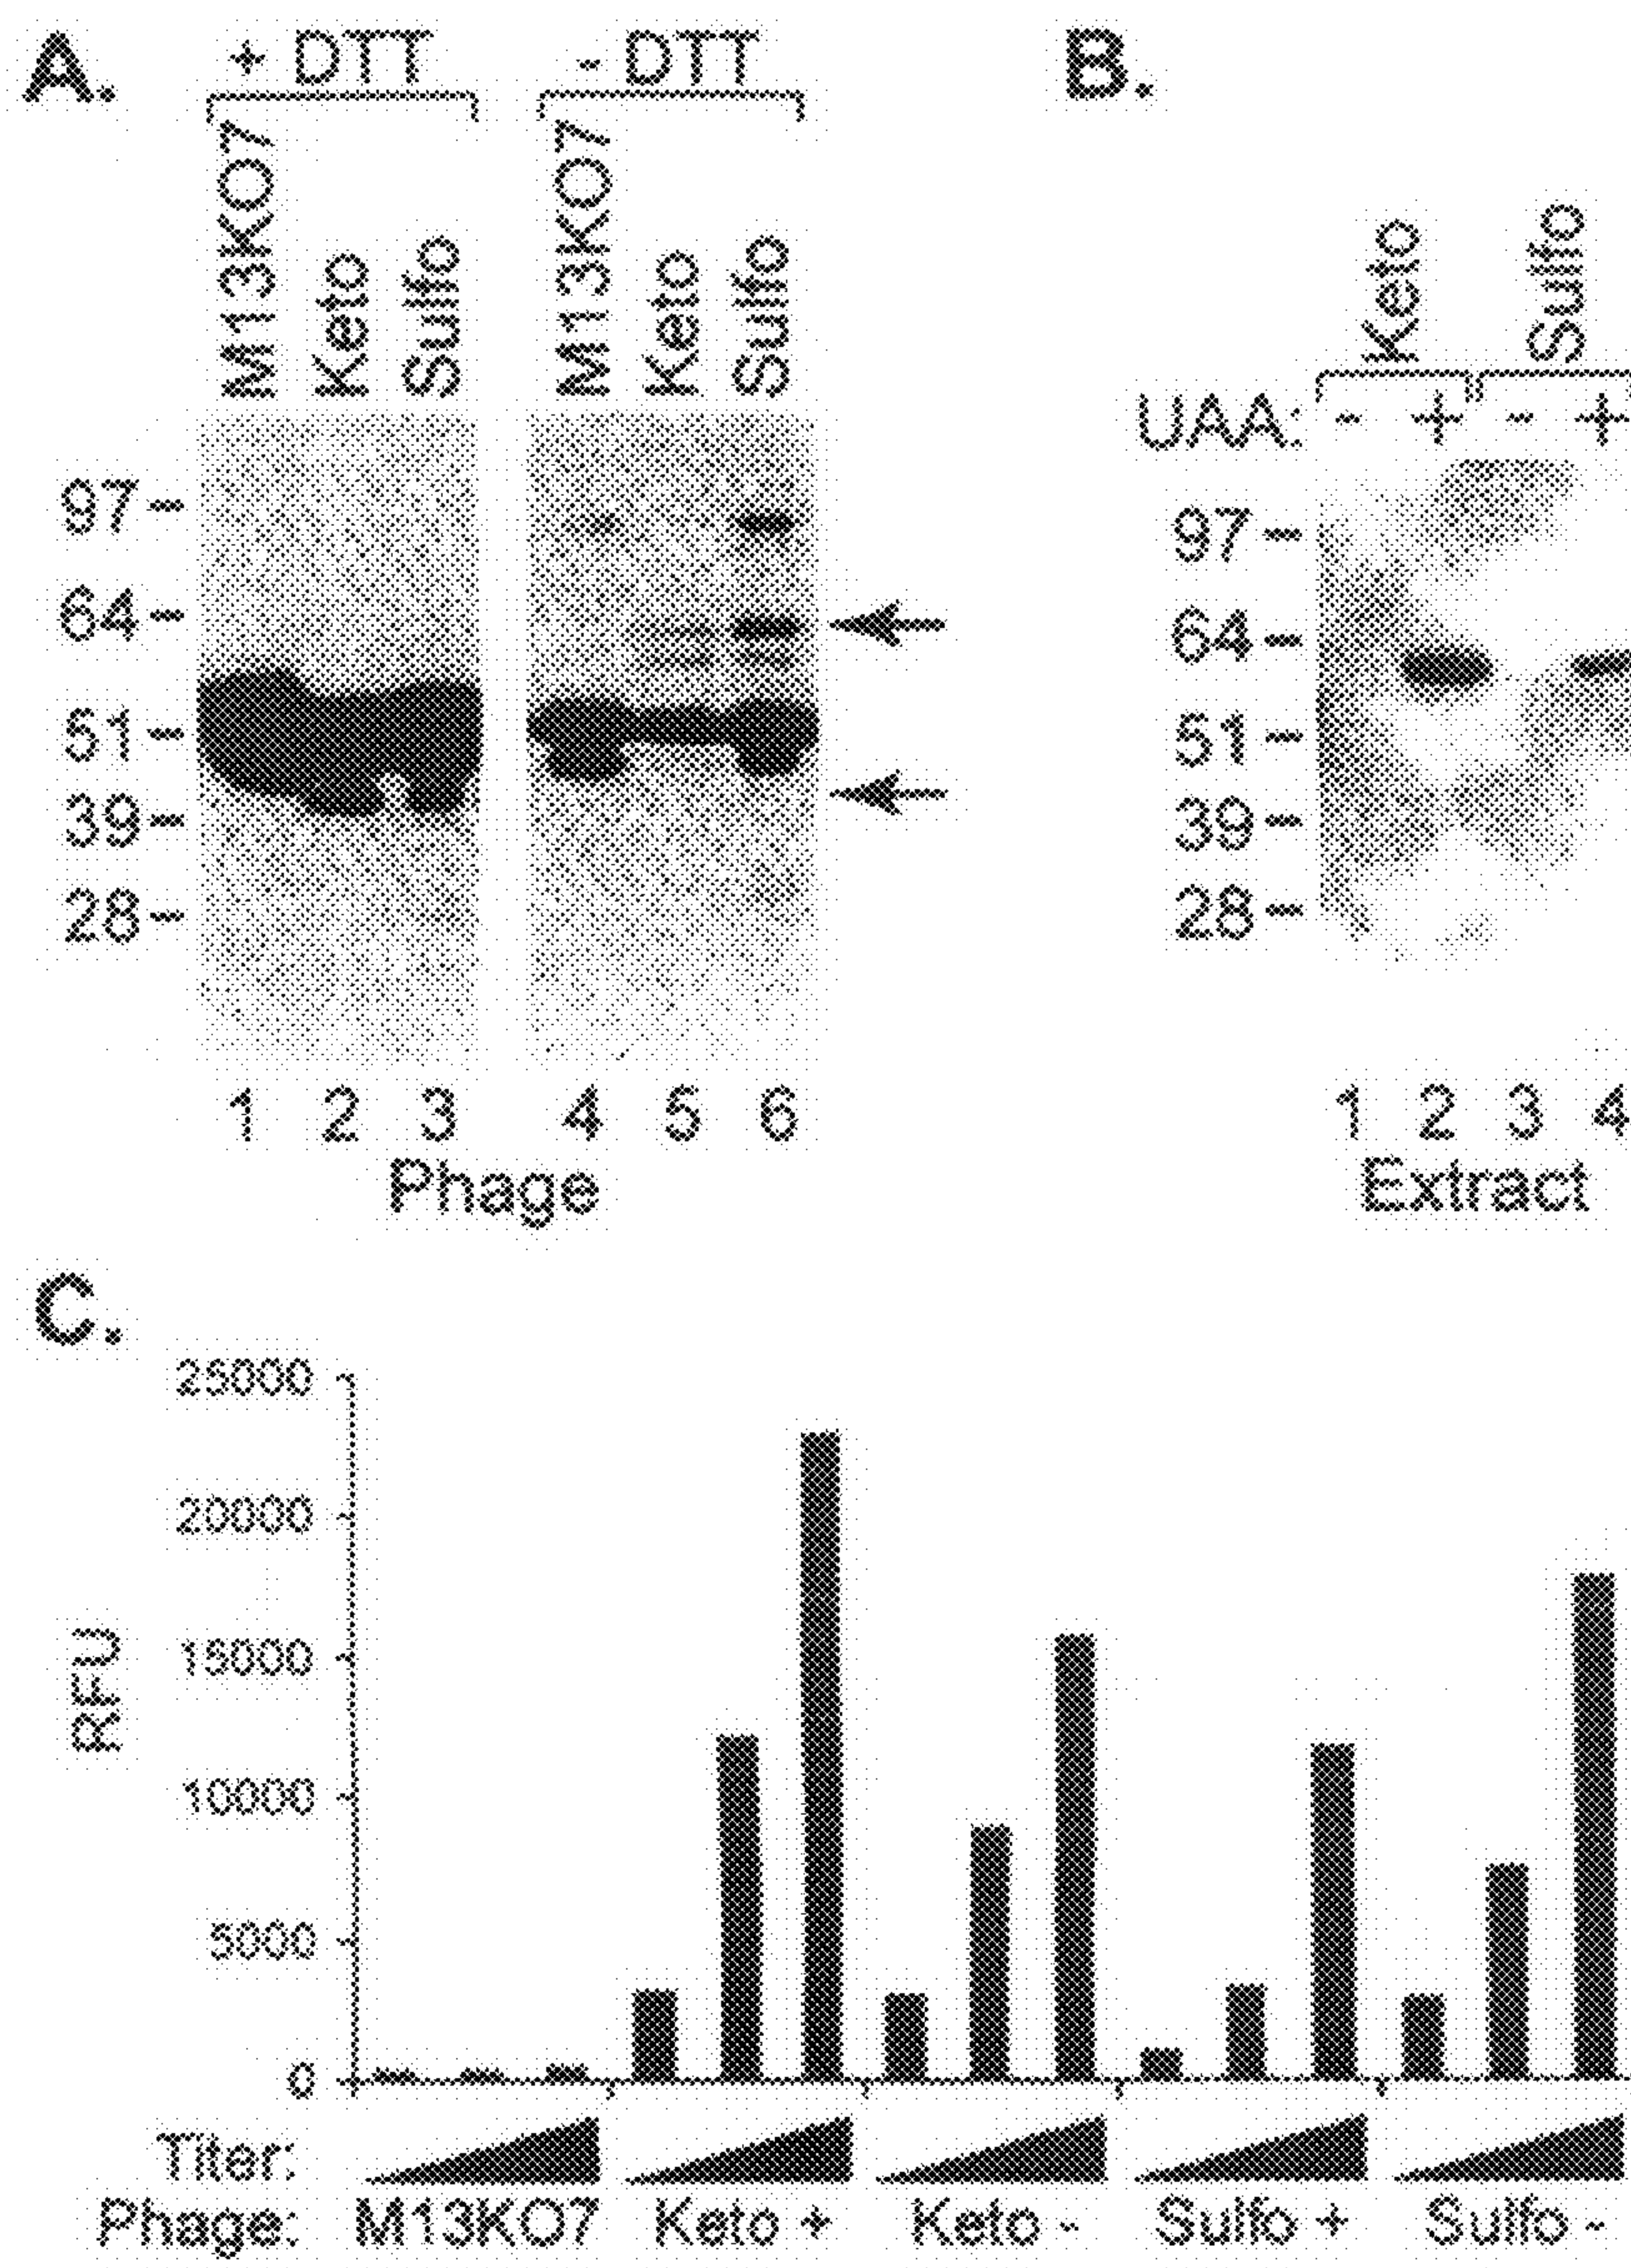 A.
+ DTT
- DTT
M13KO7
Keto
Sulfo
M13KO7
Keto
Sulfo
97
64
51
39
28
1 2 3 4 5 6
Phage
B.
Keto
Sulfo
UAA: - + - +
97
64
51
39
28
1 2 3 4
Extract
C.
RFU
25000
20000
15000
10000
5000
0
Titer:
Phage: M13KO7 Keto + Keto - Sulfo + Sulfo -